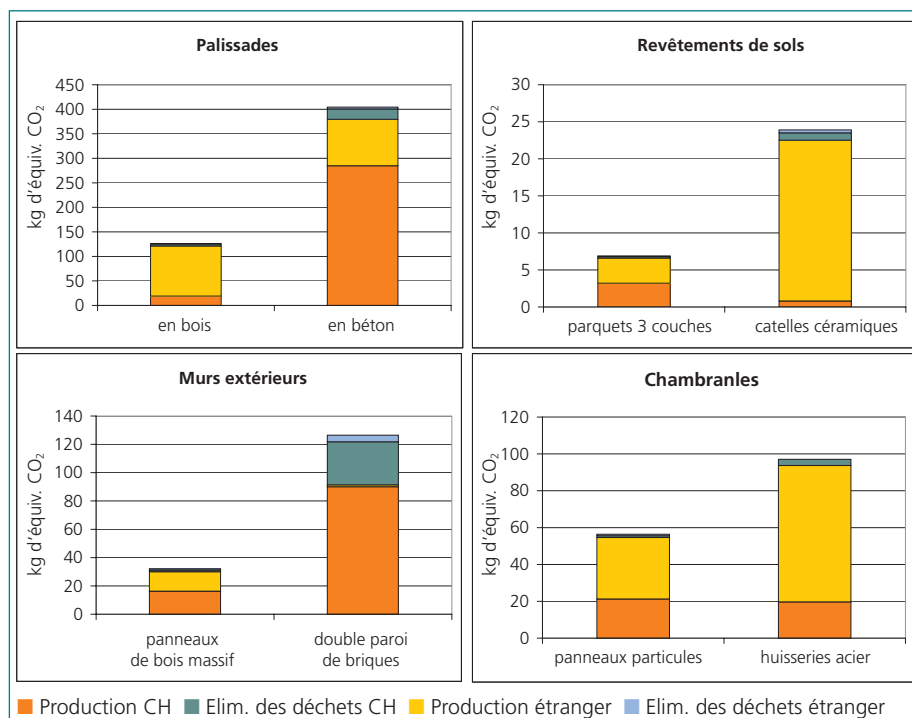 Palissades
kg d'équiv. CO₂
450
400
350
300
250
200
150
100
50
0
en bois
en béton
Revêtements de sols
kg d'équiv. CO₂
30
25
20
15
10
5
0
parquets 3 couches
catelles céramiques
Murs extérieurs
kg d'équiv. CO₂
140
120
100
80
60
40
20
0
panneaux
de bois massif
double paroi
de briques
Chambranles
kg d'équiv. CO₂
120
100
80
60
40
20
0
panneaux particules
huisseries acier
Production CH Elim. des déchets CH Production étranger Elim. des déchets étranger